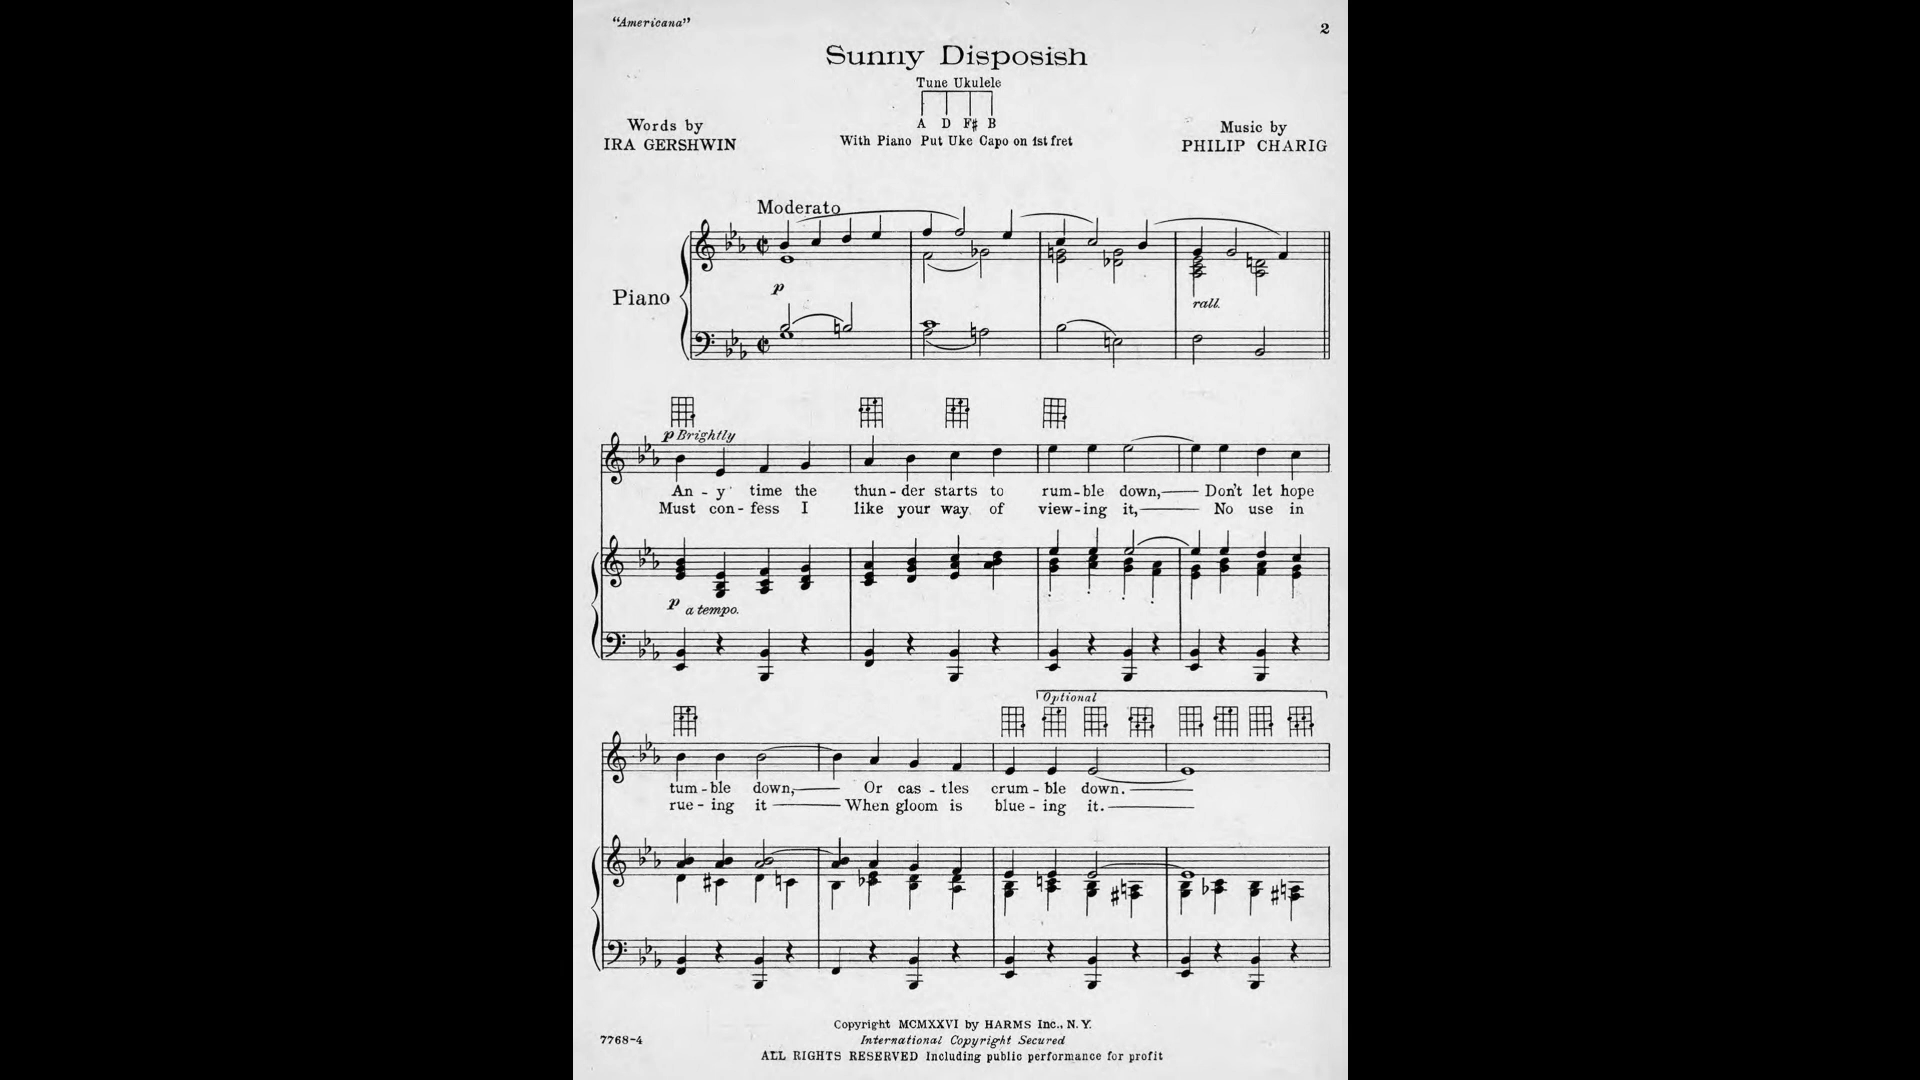 "Americana"
2
Sunny Disposish
Tune Ukulele
A D F♯ B
With Piano Put Uke Capo on 1st fret
Words by
IRA GERSHWIN
Music by
PHILIP CHARIG
Moderato
Piano
p
rall.
p Brightly
An - y time the thun - der starts to rum - ble down, Don't let hope
Must con - fess I like your way of view - ing it, No use in
p a tempo.
Optional
tum - ble down, Or cas - tles crum - ble down.
rue - ing it When gloom is blue - ing it.
Copyright MCMXXVI by HARMS Inc., N. Y.
7768-4
International Copyright Secured
ALL RIGHTS RESERVED Including public performance for profit